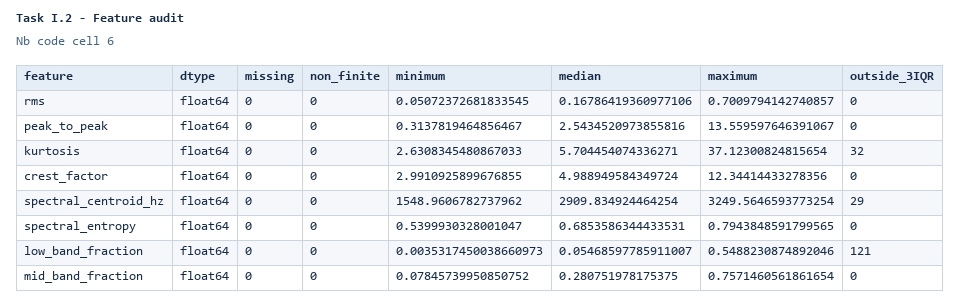 Task I.2 - Feature audit
Nb code cell 6
feature dtype missing non_finite minimum median maximum outside_3IQR
rms float64 0 0 0.05072372681833545 0.16786419360977106 0.7009794142740857 0
peak_to_peak float64 0 0 0.3137819464856467 2.5434520973855816 13.559597646391067 0
kurtosis float64 0 0 2.6308345480867033 5.704454074336271 37.12300824815654 32
crest_factor float64 0 0 2.9910925899676855 4.988949584349724 12.34414433278356 0
spectral_centroid_hz float64 0 0 1548.9606782737962 2909.834924464254 3249.5646593773254 29
spectral_entropy float64 0 0 0.5399930328001047 0.6853586344433531 0.7943848591799565 0
low_band_fraction float64 0 0 0.0035317450038660973 0.05468597785911007 0.5488230874892046 121
mid_band_fraction float64 0 0 0.07845739950850752 0.280751978175375 0.7571460561861654 0